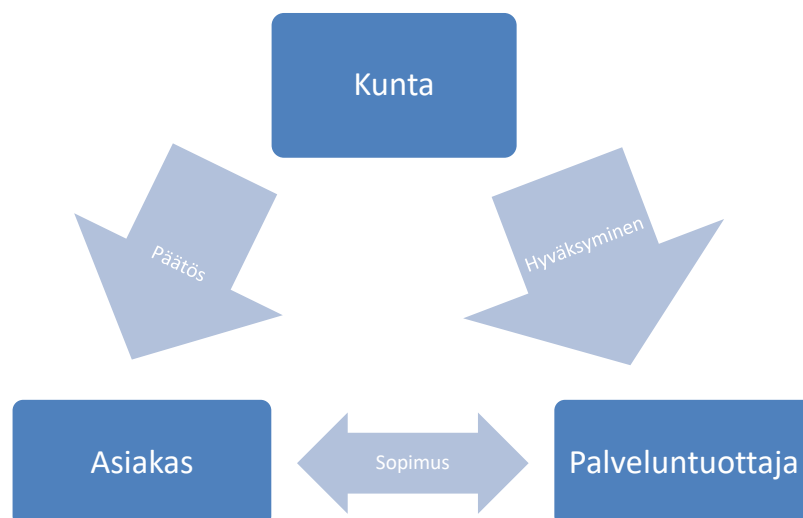 Kunta
Päätös
Hyväksyminen
Asiakas
Sopimus
Palveluntuottaja